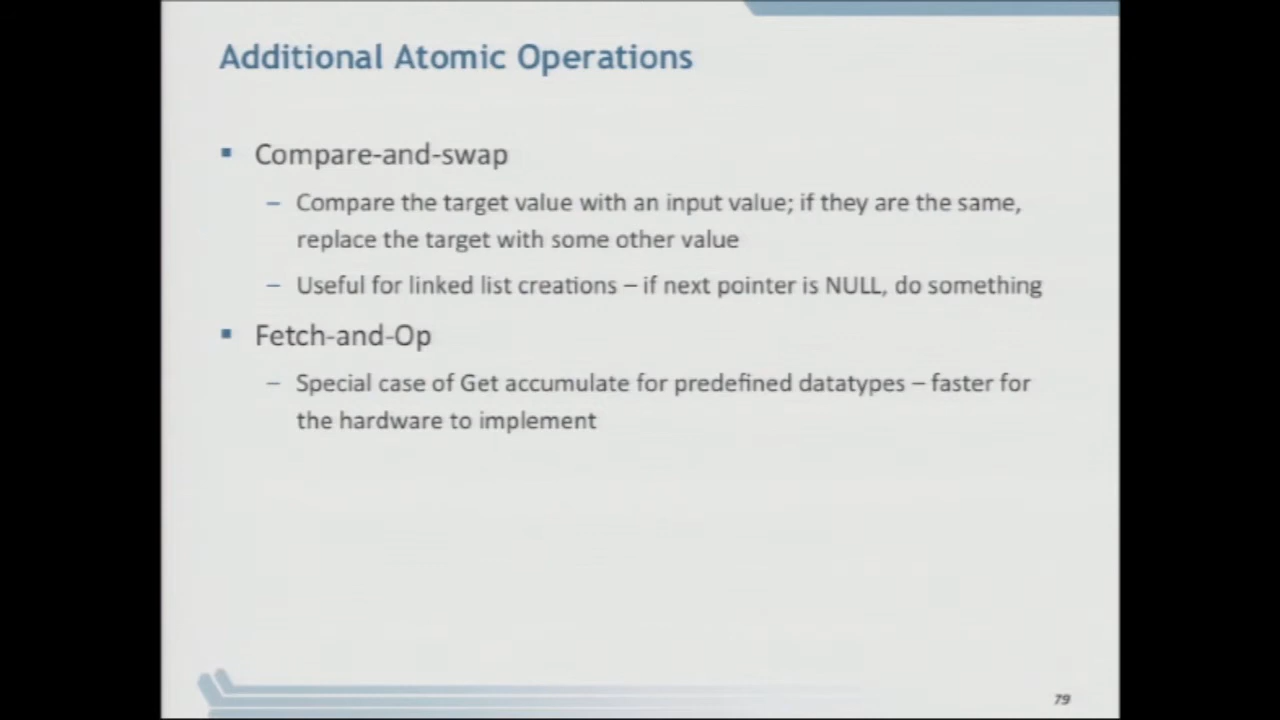 Additional Atomic Operations
▪ Compare-and-swap
– Compare the target value with an input value; if they are the same,
replace the target with some other value
– Useful for linked list creations – if next pointer is NULL, do something
▪ Fetch-and-Op
– Special case of Get accumulate for predefined datatypes – faster for
the hardware to implement
79